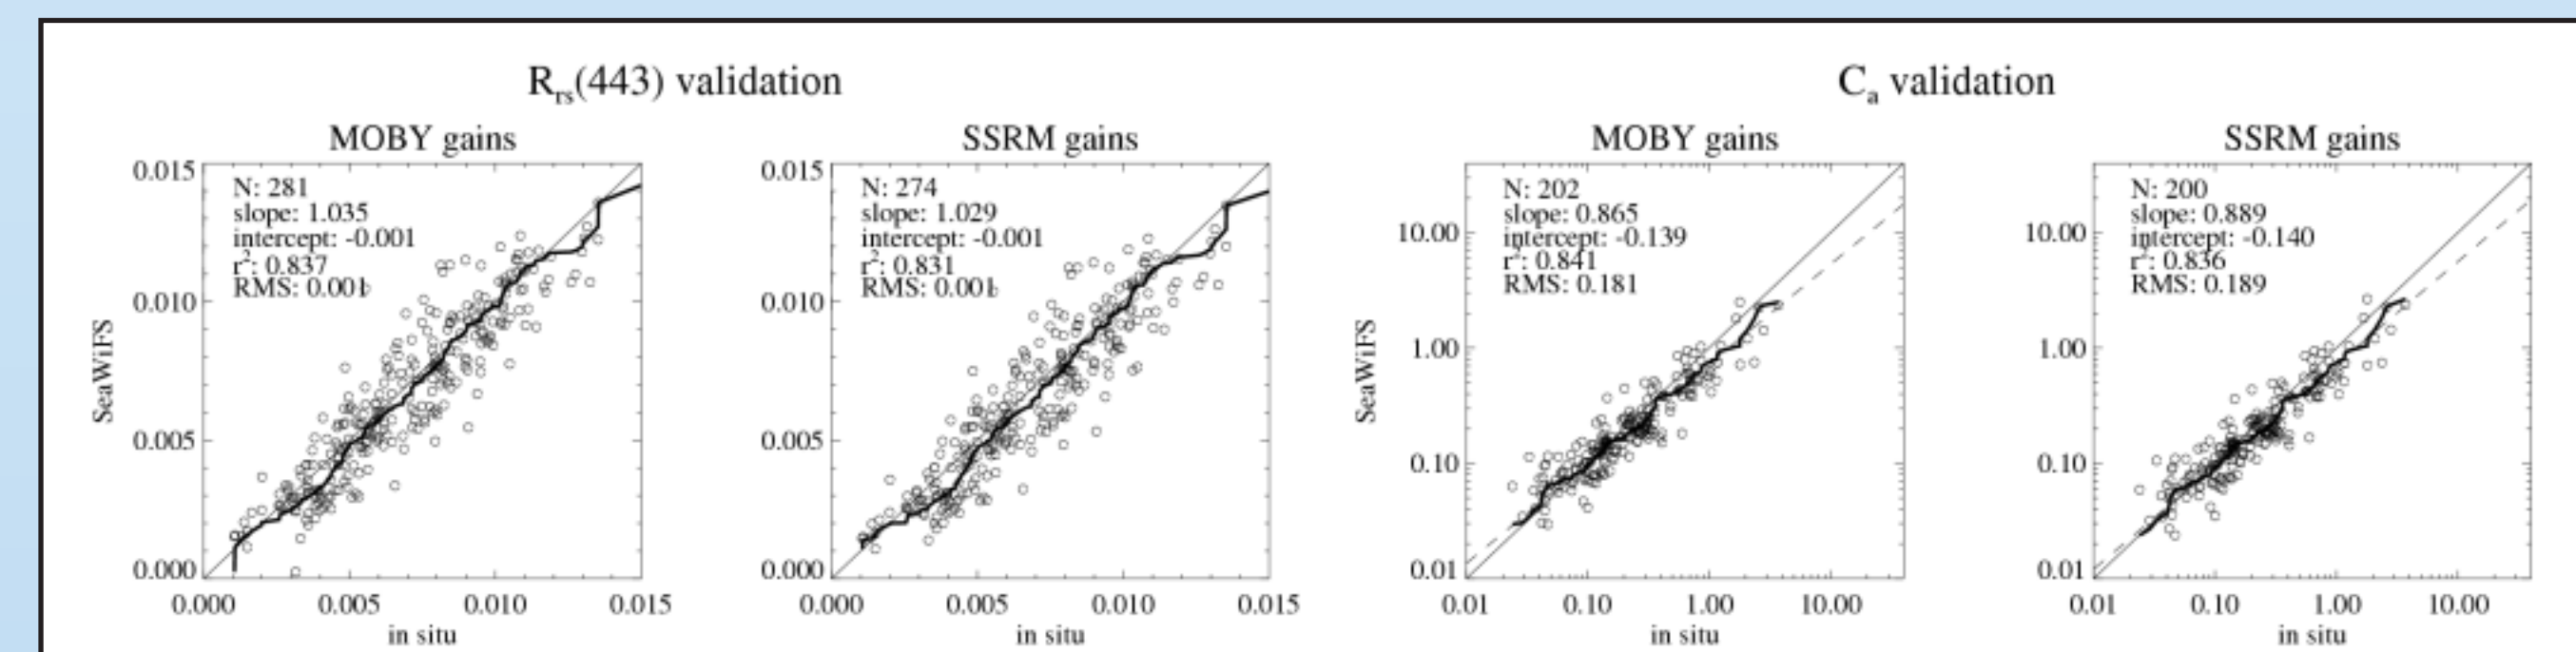 R_rs(443) validation
MOBY gains
0.015
0.010
0.005
0.000
SeaWiFS
N: 281
slope: 1.035
intercept: -0.001
r²: 0.837
RMS: 0.001
0.000 0.005 0.010 0.015
in situ
SSRM gains
0.015
0.010
0.005
0.000
N: 274
slope: 1.029
intercept: -0.001
r²: 0.831
RMS: 0.001
0.000 0.005 0.010 0.015
in situ
C_a validation
MOBY gains
10.00
1.00
0.10
0.01
SeaWiFS
N: 202
slope: 0.865
intercept: -0.139
r²: 0.841
RMS: 0.181
0.01 0.10 1.00 10.00
in situ
SSRM gains
10.00
1.00
0.10
0.01
N: 200
slope: 0.889
intercept: -0.140
r²: 0.836
RMS: 0.189
0.01 0.10 1.00 10.00
in situ